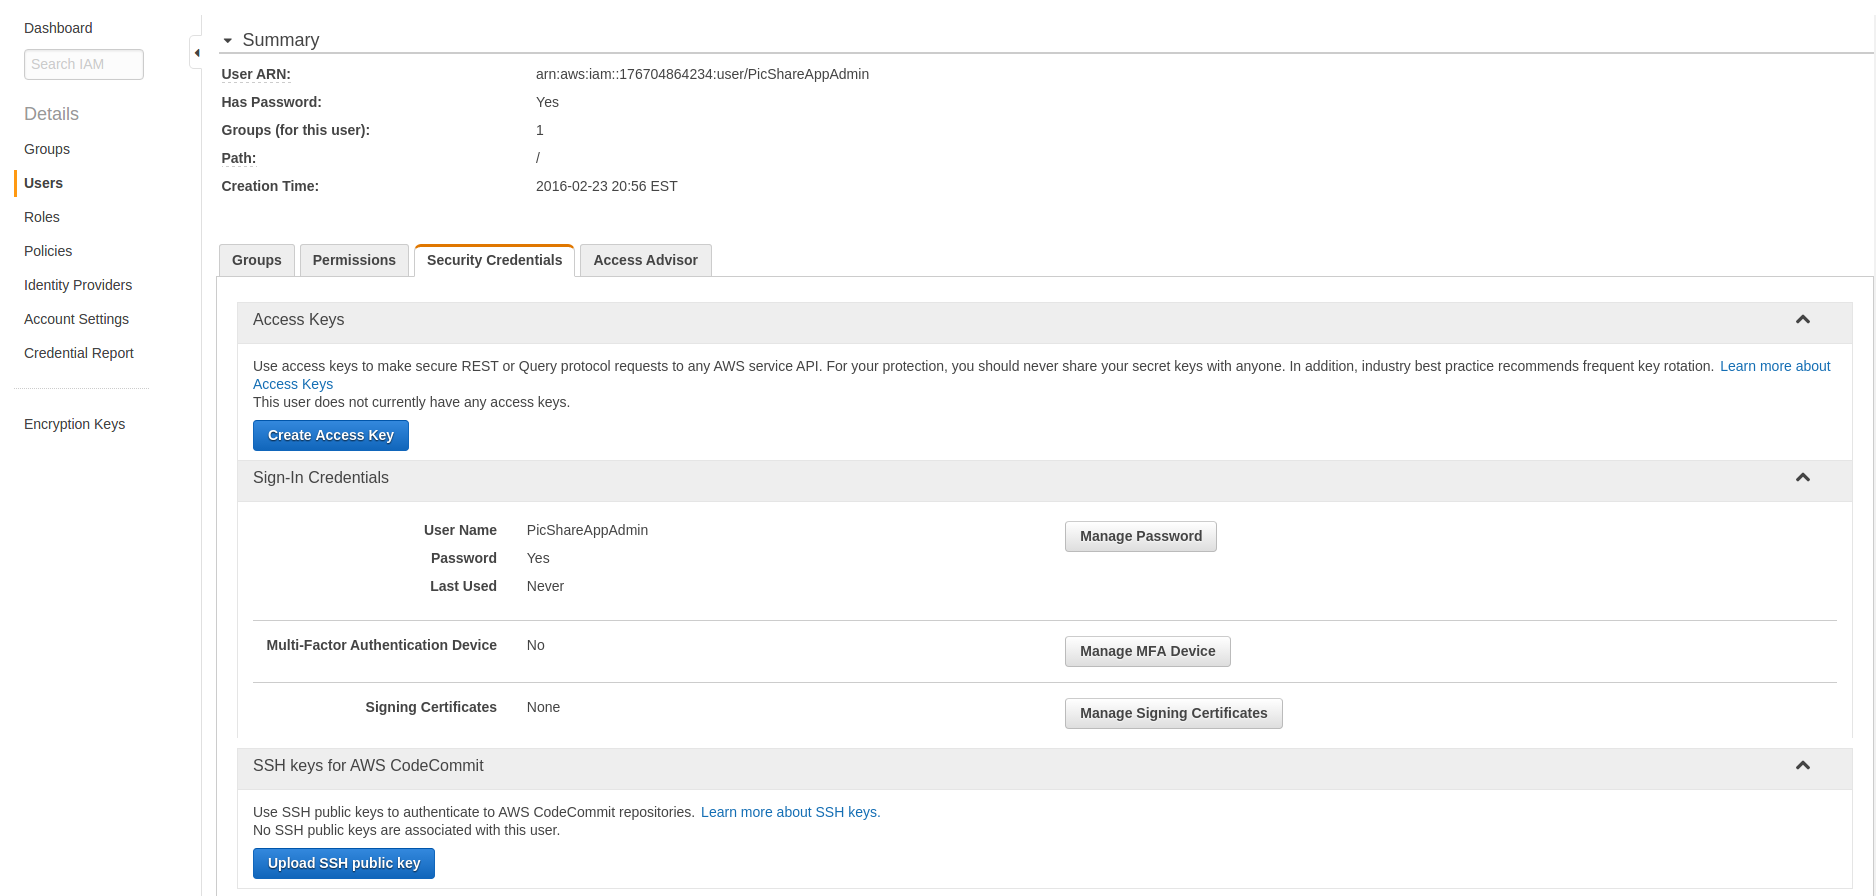 Dashboard
Search IAM
Details
Groups
Users
Roles
Policies
Identity Providers
Account Settings
Credential Report
Encryption Keys
Summary
User ARN: arn:aws:iam::176704864234:user/PicShareAppAdmin
Has Password: Yes
Groups (for this user): 1
Path: /
Creation Time: 2016-02-23 20:56 EST
Groups Permissions Security Credentials Access Advisor
Access Keys
Use access keys to make secure REST or Query protocol requests to any AWS service API. For your protection, you should never share your secret keys with anyone. In addition, industry best practice recommends frequent key rotation. Learn more about
Access Keys
This user does not currently have any access keys.
Create Access Key
Sign-In Credentials
User Name PicShareAppAdmin Manage Password
Password Yes
Last Used Never
Multi-Factor Authentication Device No Manage MFA Device
Signing Certificates None Manage Signing Certificates
SSH keys for AWS CodeCommit
Use SSH public keys to authenticate to AWS CodeCommit repositories. Learn more about SSH keys.
No SSH public keys are associated with this user.
Upload SSH public key